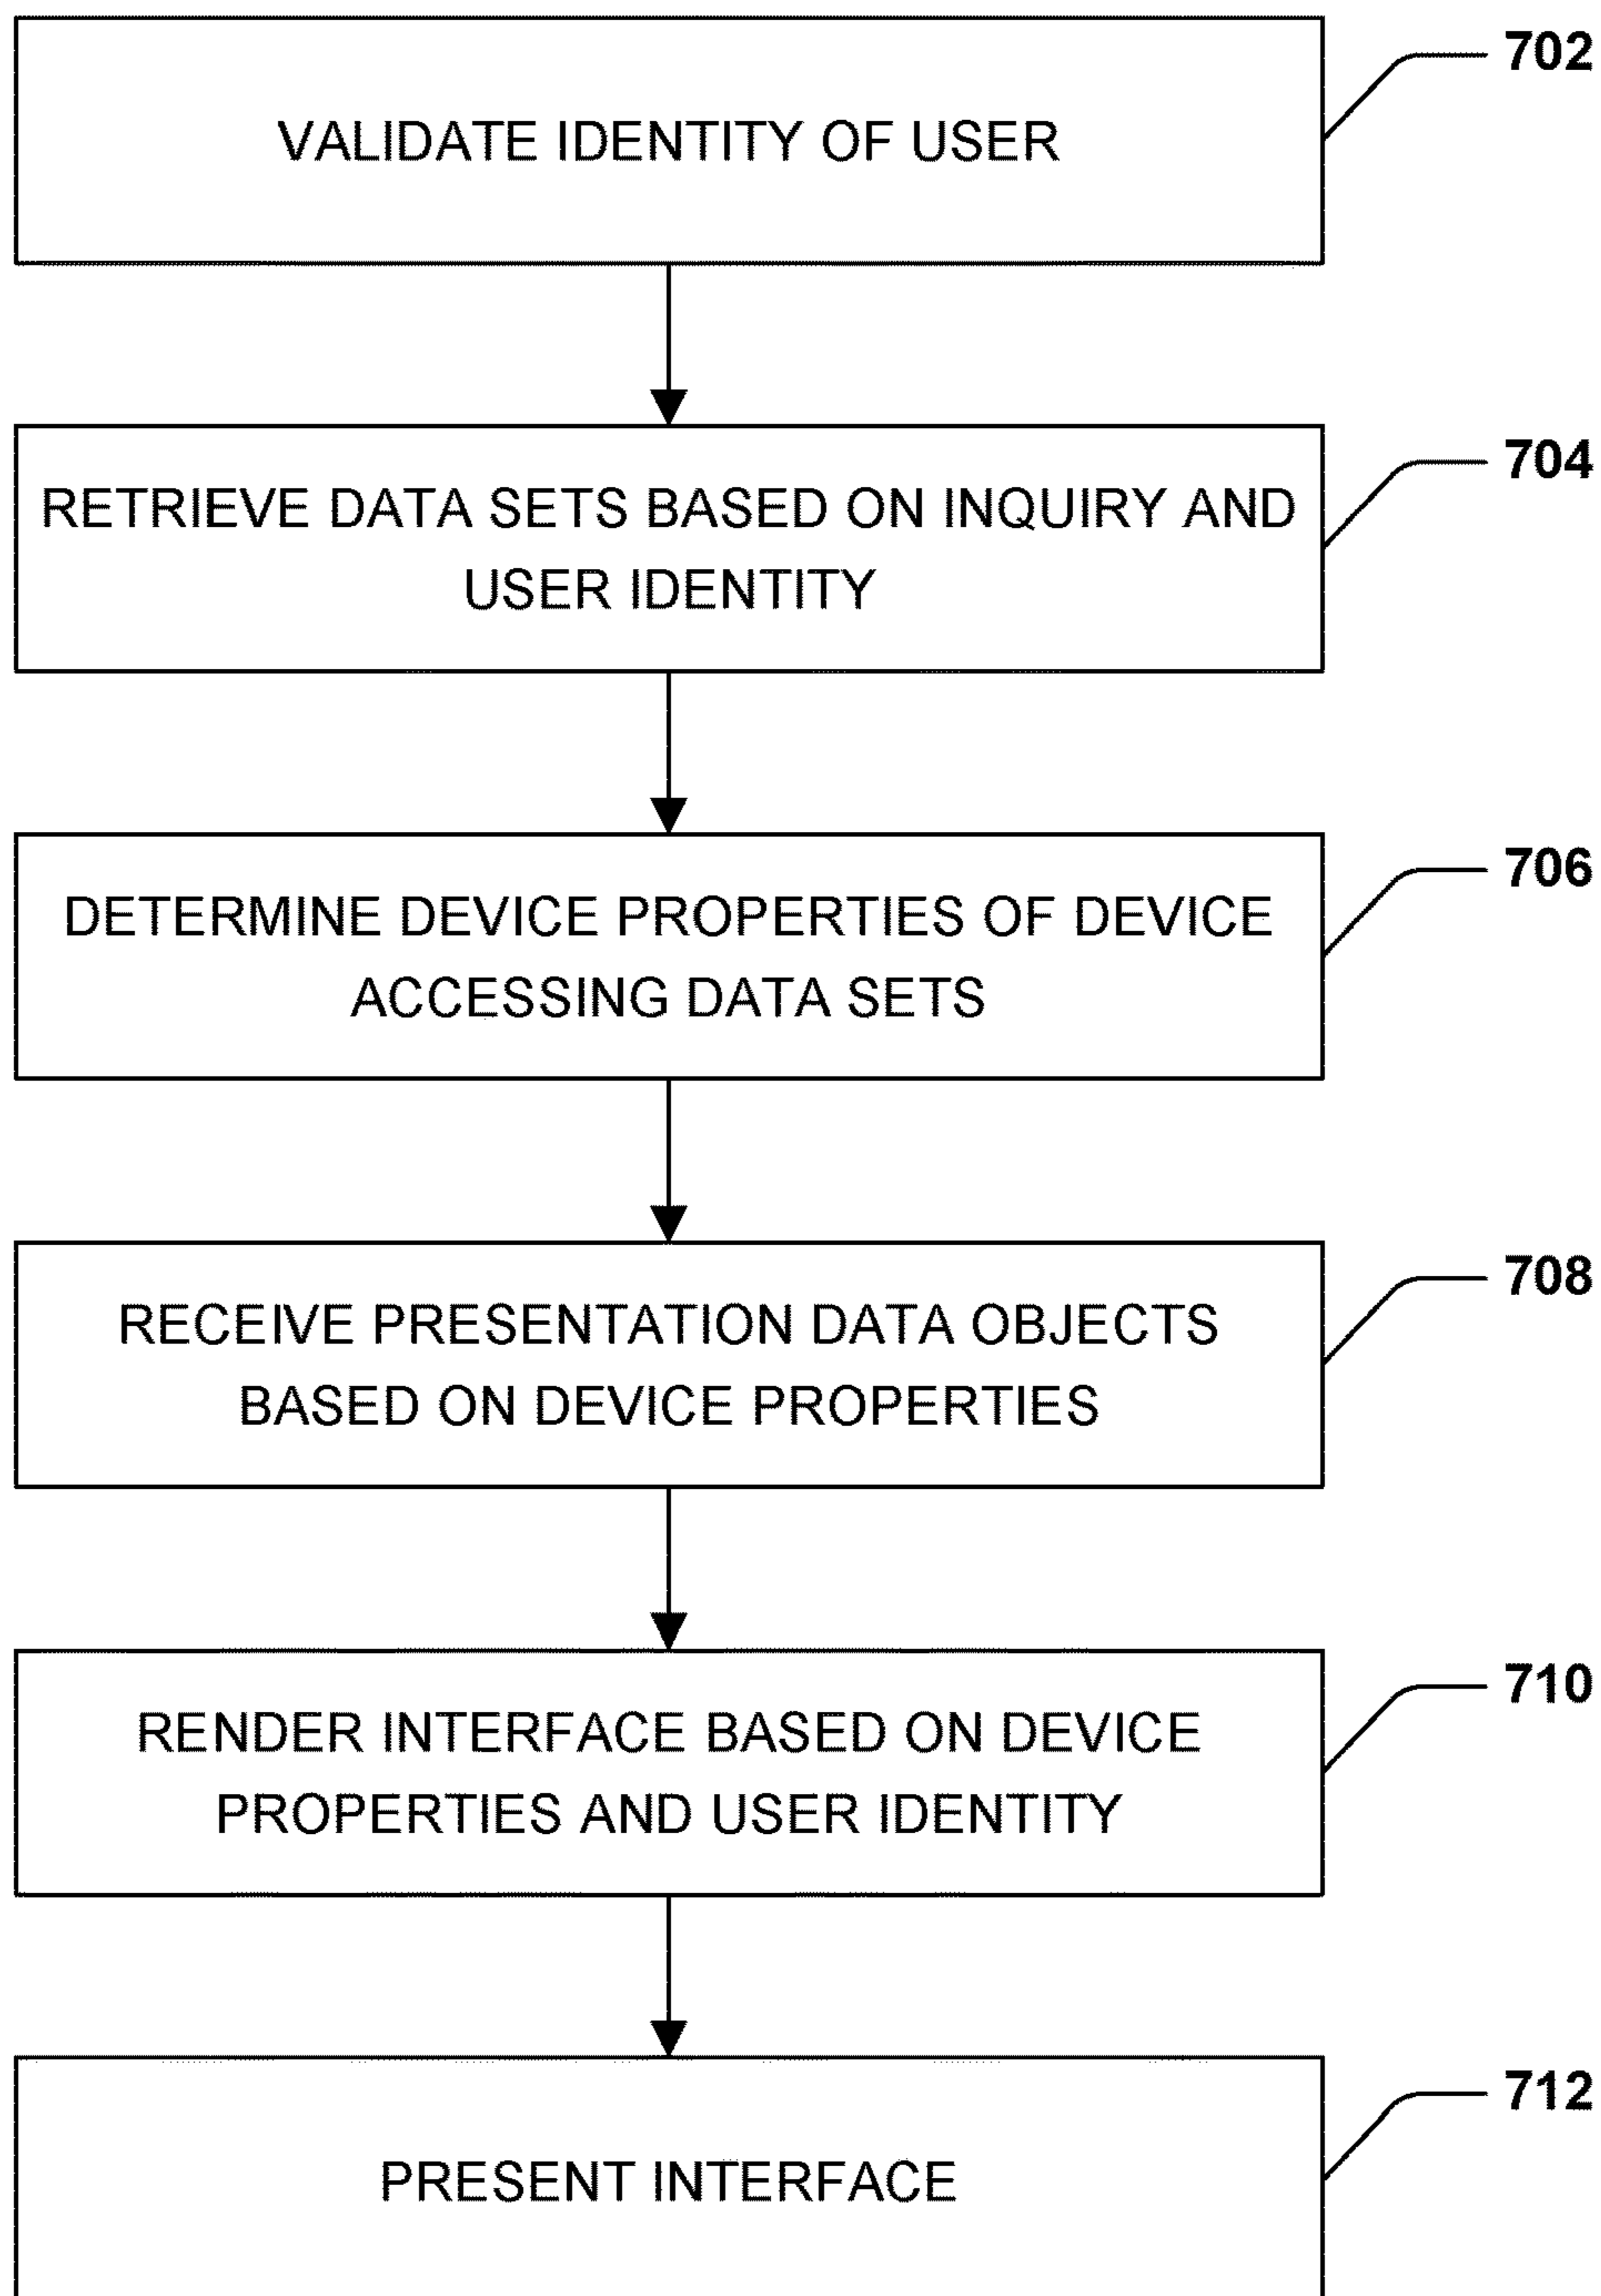 702
VALIDATE IDENTITY OF USER
704
RETRIEVE DATA SETS BASED ON INQUIRY AND
USER IDENTITY
706
DETERMINE DEVICE PROPERTIES OF DEVICE
ACCESSING DATA SETS
708
RECEIVE PRESENTATION DATA OBJECTS
BASED ON DEVICE PROPERTIES
710
RENDER INTERFACE BASED ON DEVICE
PROPERTIES AND USER IDENTITY
712
PRESENT INTERFACE